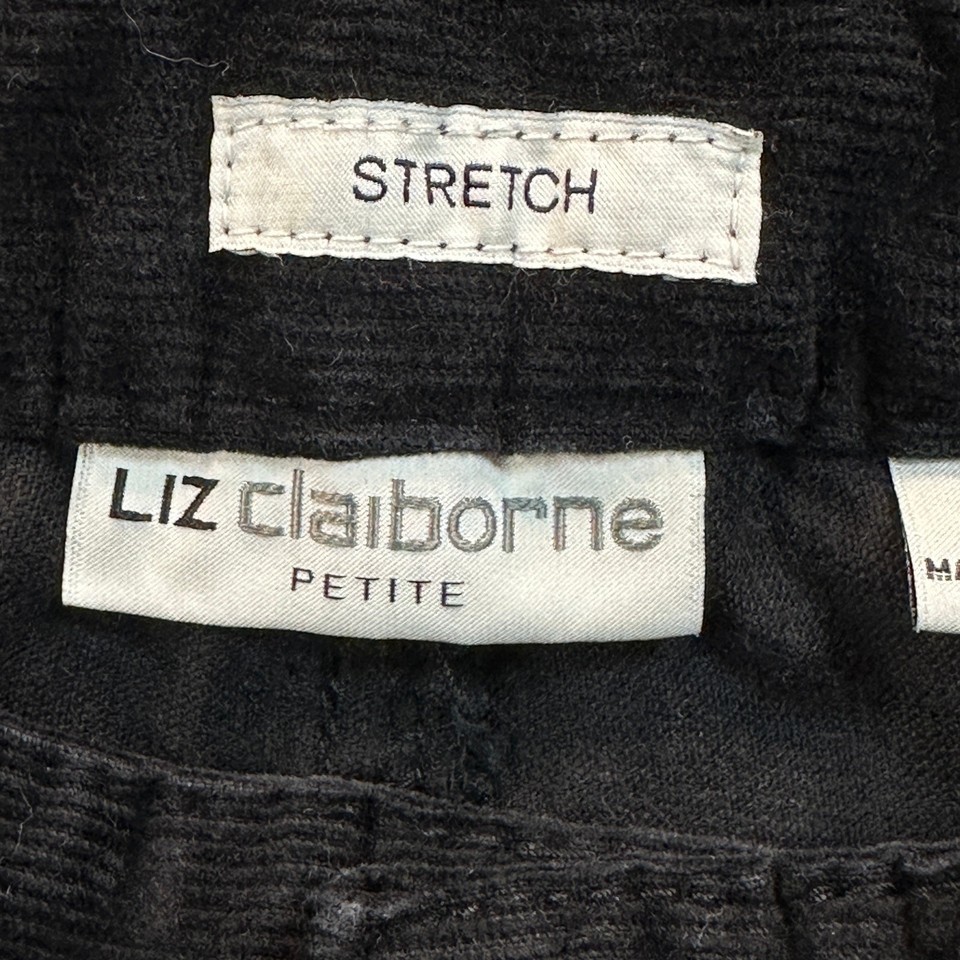 STRETCH
LIZ claiborne
PETITE